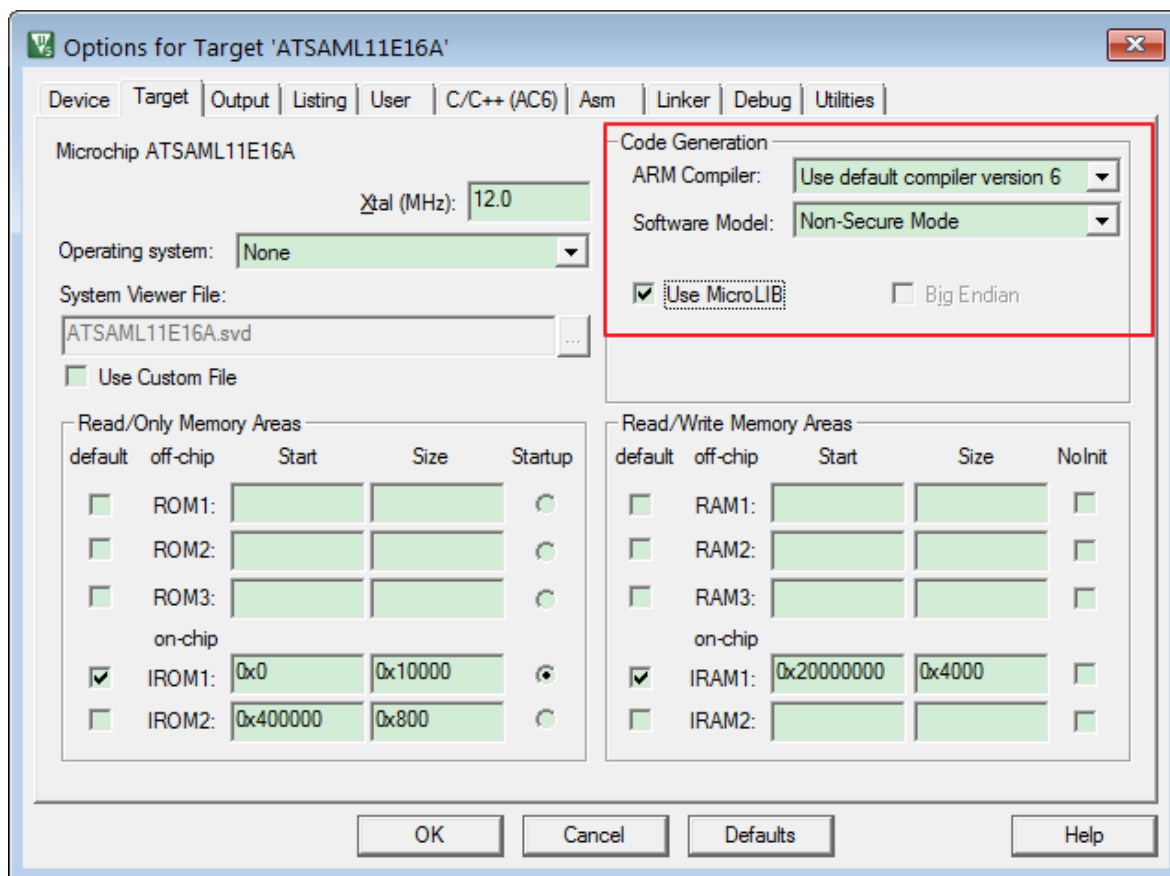 Options for Target 'ATSAML11E16A'
Device Target Output Listing User C/C++ (AC6) Asm Linker Debug Utilities
Microchip ATSAML11E16A
Xtal (MHz): 12.0
Operating system: None
System Viewer File:
ATSAML11E16A.svd ...
Use Custom File
Code Generation
ARM Compiler: Use default compiler version 6
Software Model: Non-Secure Mode
Use MicroLIB Big Endian
Read/Only Memory Areas
default off-chip Start Size Startup
ROM1:
ROM2:
ROM3:
on-chip
IROM1: 0x0 0x10000
IROM2: 0x400000 0x800
Read/Write Memory Areas
default off-chip Start Size NoInit
RAM1:
RAM2:
RAM3:
on-chip
IRAM1: 0x20000000 0x4000
IRAM2:
OK Cancel Defaults Help